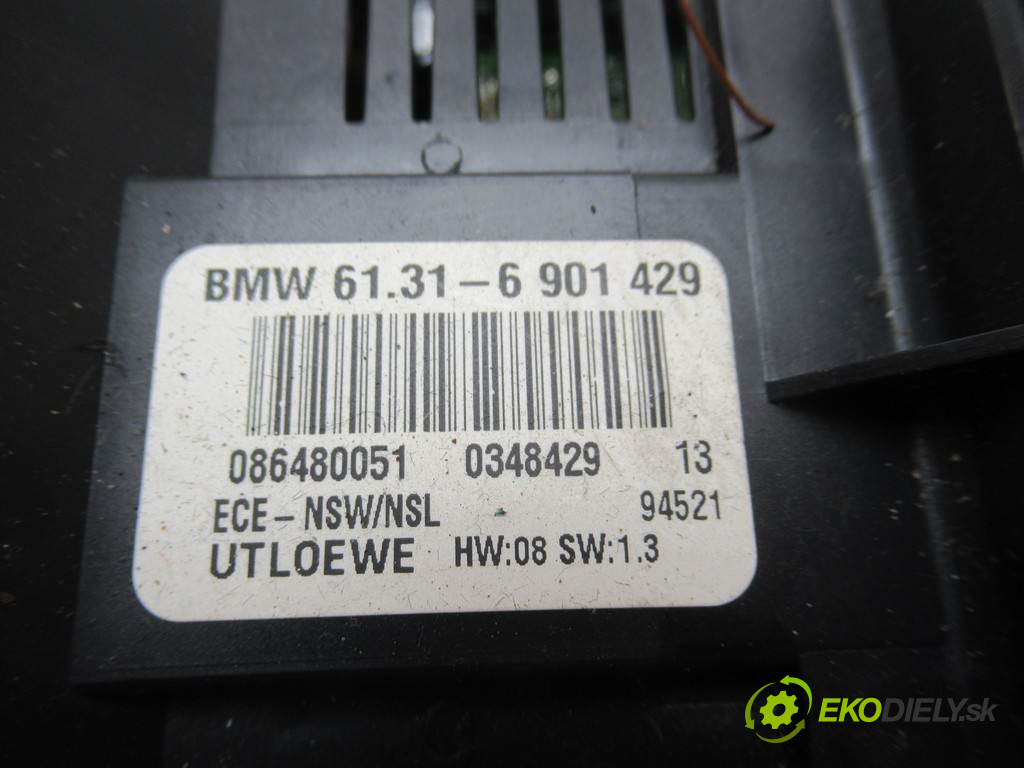 BMW 61.31 – 6 901 429
086480051 0348429 13
ECE – NSW/NSL 94521
UTLOEWE HW:08 SW:1.3
EKODIELY.sk